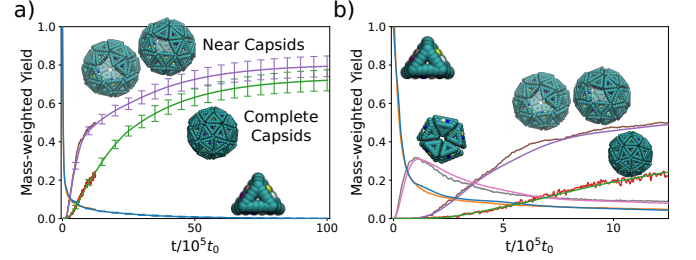 a)
b)
Mass-weighted Yield
1.0
0.8
0.6
0.4
0.2
0.0
Near Capsids
Complete
Capsids
0
50
100
t/10⁵t₀
Mass-weighted Yield
1.0
0.8
0.6
0.4
0.2
0.0
0
5
10
t/10⁵t₀